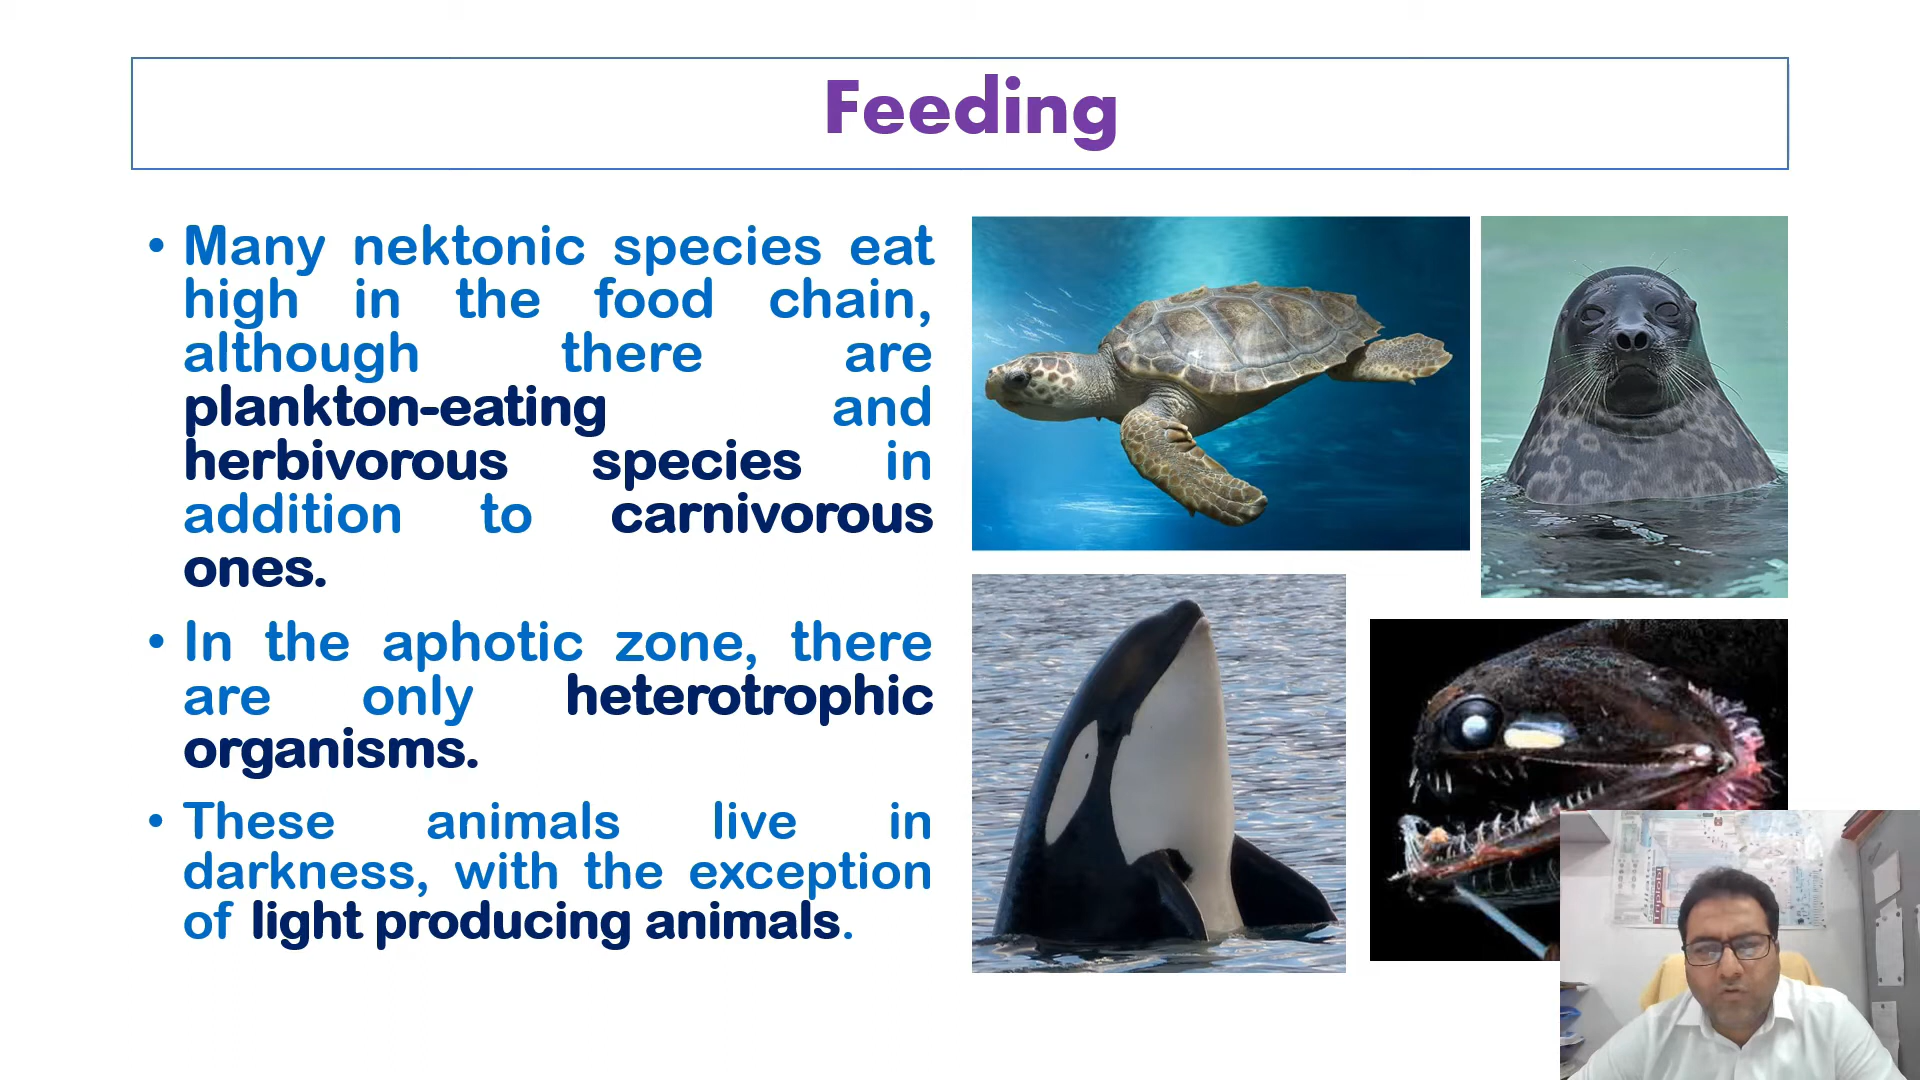 Feeding
• Many nektonic species eat
high in the food chain,
although there are
plankton-eating and
herbivorous species in
addition to carnivorous
ones.
• In the aphotic zone, there
are only heterotrophic
organisms.
• These animals live in
darkness, with the exception
of light producing animals.